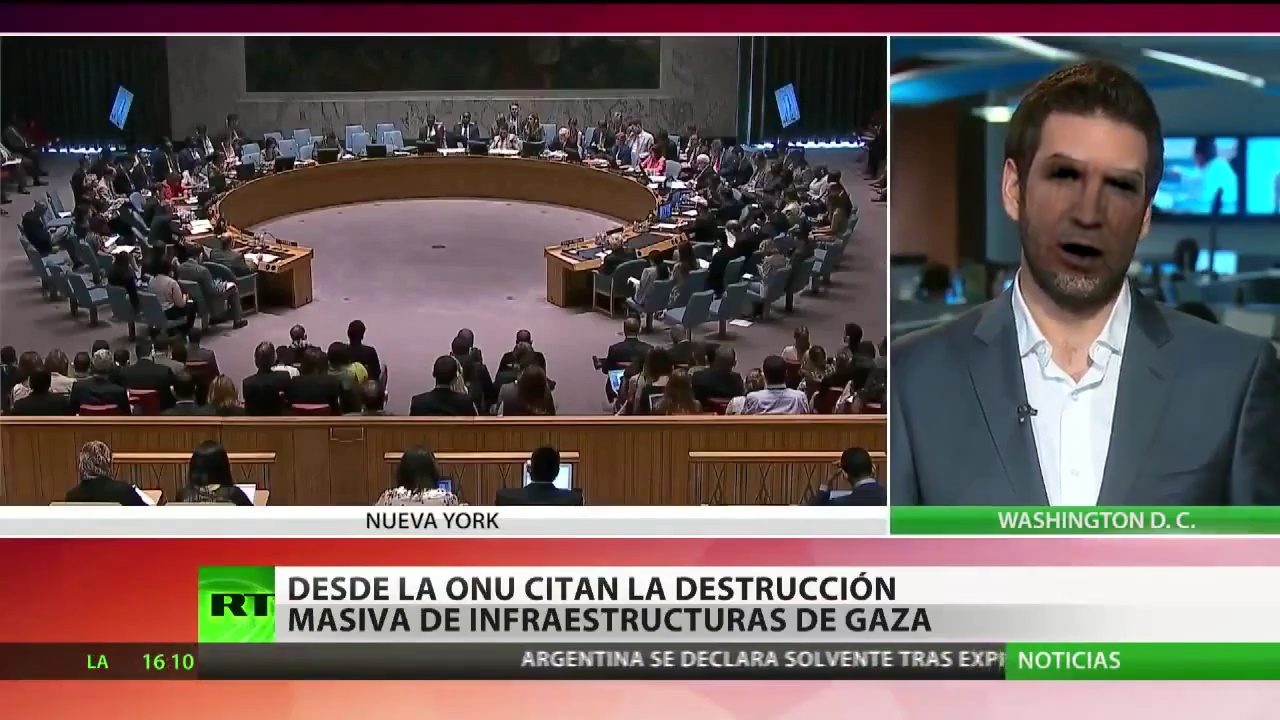 NUEVA YORK
WASHINGTON D. C.
RT
DESDE LA ONU CITAN LA DESTRUCCIÓN
MASIVA DE INFRAESTRUCTURAS DE GAZA
LA 16:10
ARGENTINA SE DECLARA SOLVENTE TRAS
NOTICIAS